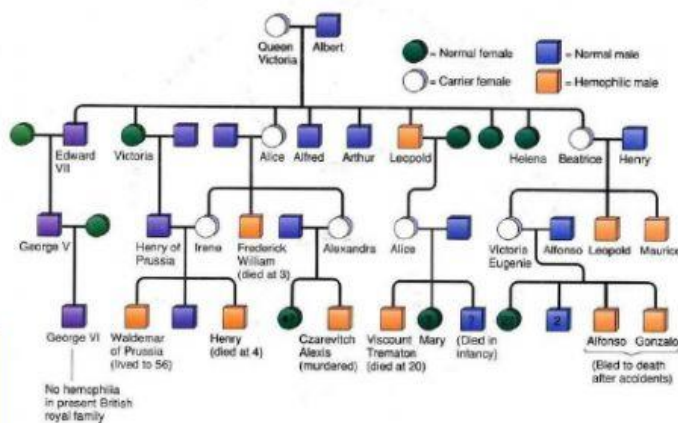 Queen
Victoria
Albert
= Normal female
= Normal male
= Carrier female
= Hemophilic male
Edward
VII
Victoria
Alice
Alfred
Arthur
Leopold
Helena
Beatrice
Henry
George V
Henry of
Prussia
Irene
Frederick
William
(died at 3)
Alexandra
Alice
Victoria
Eugenie
Alfonso
Leopold
Maurice
?
2
George VI
Waldemar
of Prussia
(lived to 56)
Henry
(died at 4)
Czarevitch
Alexis
(murdered)
Viscount
Trematon
(died at 20)
Mary
(Died in
infancy)
Alfonso
Gonzalo
(Bled to death
after accidents)
No hemophilia
in present British
royal family